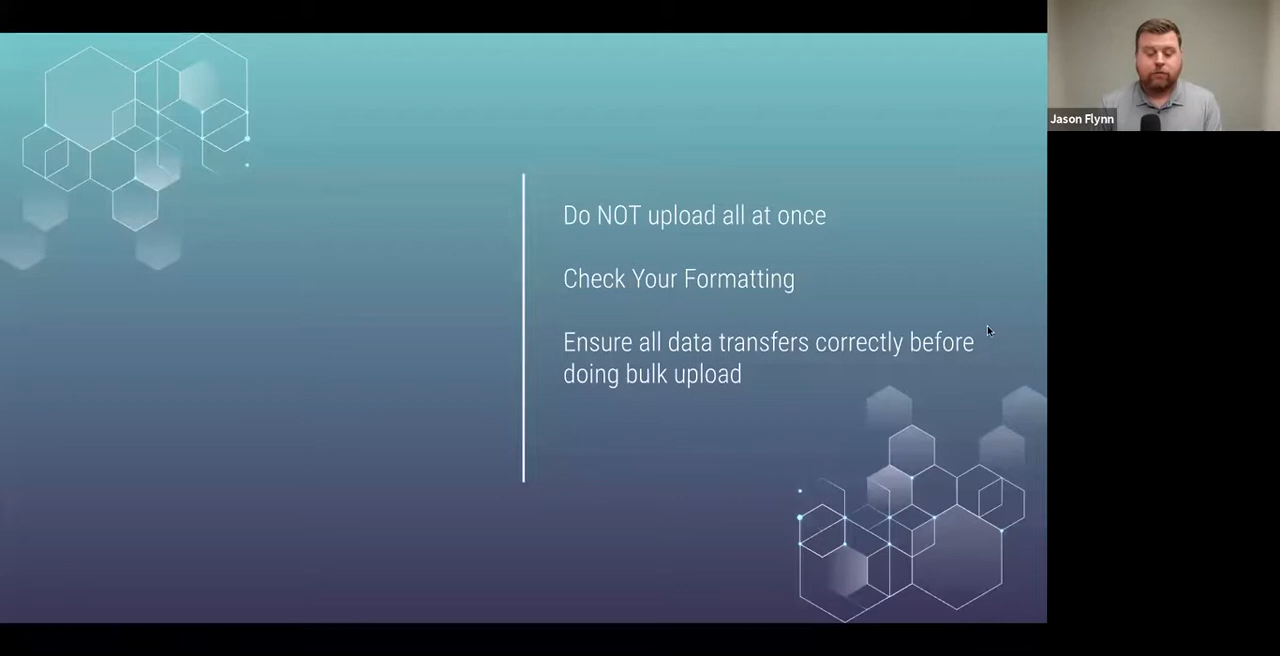 Do NOT upload all at once
Check Your Formatting
Ensure all data transfers correctly before
doing bulk upload
Jason Flynn